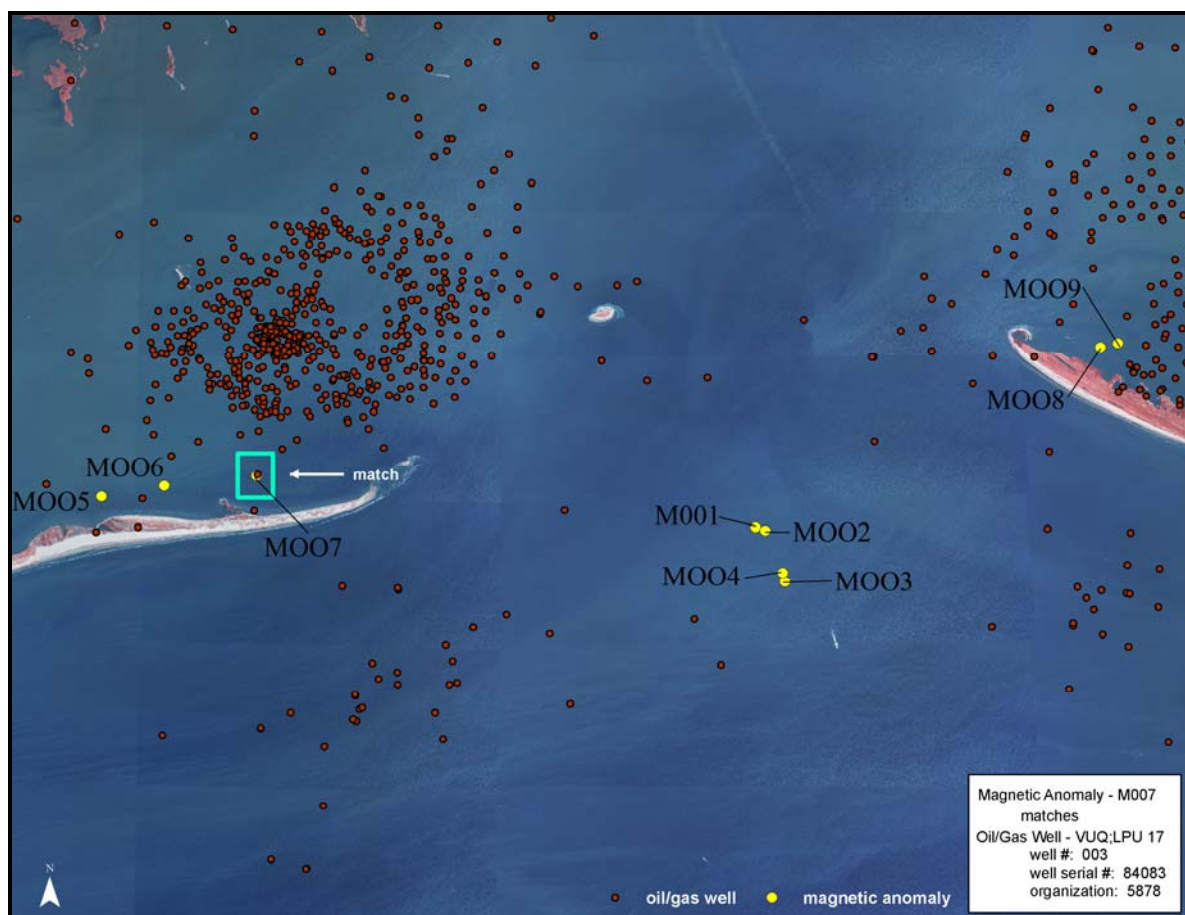 MOO9
MOO8
MOO6
match
MOO5
MOO7
M001
MOO2
MOO4
MOO3
Magnetic Anomaly - M007
matches
Oil/Gas Well - VUQ;LPU 17
well #: 003
well serial #: 84083
organization: 5878
N
oil/gas well
magnetic anomaly